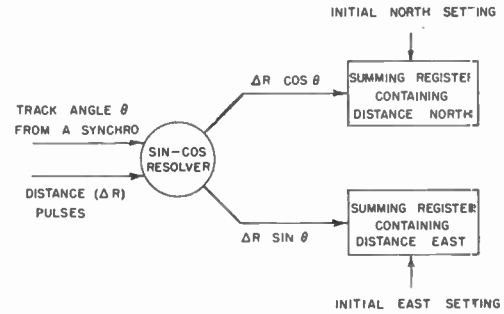 INITIAL NORTH SETTING
ΔR COS θ
SUMMING REGISTER
CONTAINING
DISTANCE NORTH
TRACK ANGLE θ
FROM A SYNCHRO
SIN-COS
RESOLVER
DISTANCE (ΔR)
PULSES
ΔR SIN θ
SUMMING REGISTER
CONTAINING
DISTANCE EAST
INITIAL EAST SETTING